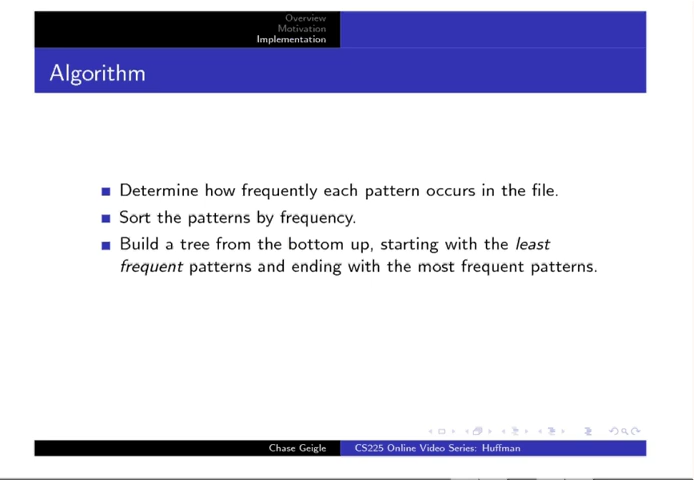 Overview
Motivation
Implementation
Algorithm
Determine how frequently each pattern occurs in the file.
Sort the patterns by frequency.
Build a tree from the bottom up, starting with the least
frequent patterns and ending with the most frequent patterns.
Chase Geigle
CS225 Online Video Series: Huffman